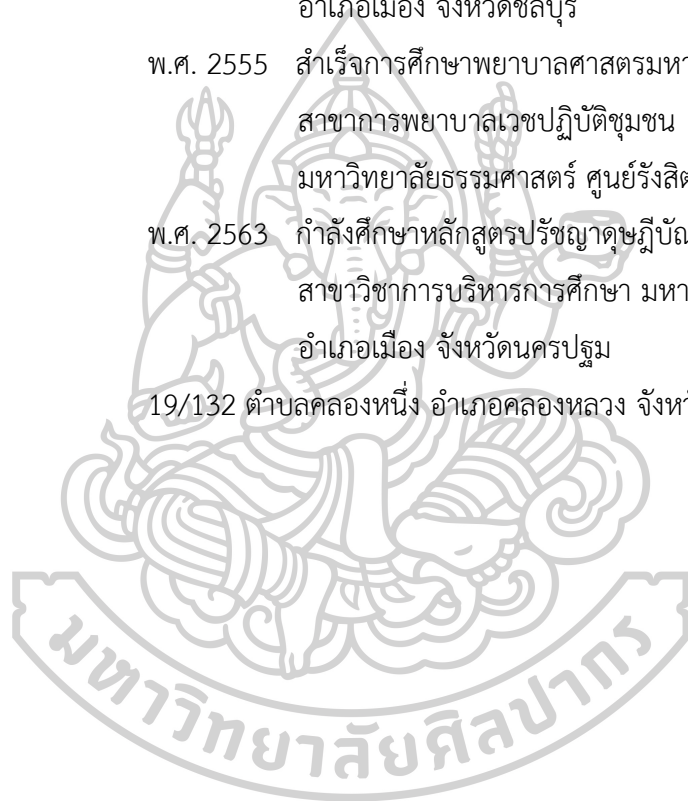 อำเภอเมือง จังหวัดชลบุรี
พ.ศ. 2555 สำเร็จการศึกษาพยาบาลศาสตรมหา
สาขาการพยาบาลเวชปฏิบัติชุมชน
มหาวิทยาลัยธรรมศาสตร์ ศูนย์รังสิต
พ.ศ. 2563 กำลังศึกษาหลักสูตรปรัชญาดุษฎีบัณ
สาขาวิชาการบริหารการศึกษา มหา
อำเภอเมือง จังหวัดนครปฐม
19/132 ตำบลคลองหนึ่ง อำเภอคลองหลวง จังหวั
มหาวิทยาลัยศิลปากร